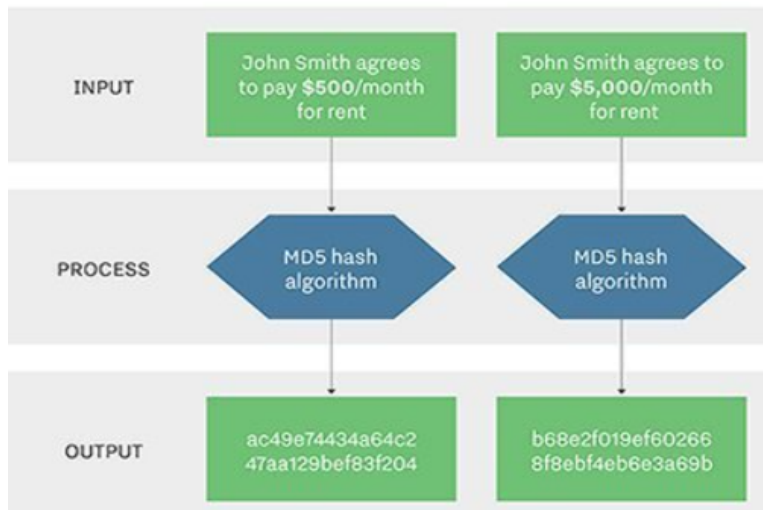 INPUT
John Smith agrees
to pay $500/month
for rent
John Smith agrees to
pay $5,000/month
for rent
PROCESS
MD5 hash
algorithm
MD5 hash
algorithm
OUTPUT
ac49e74434a64c2
47aa129bef83f204
b68e2f019ef60266
8f8ebf4eb6e3a69b